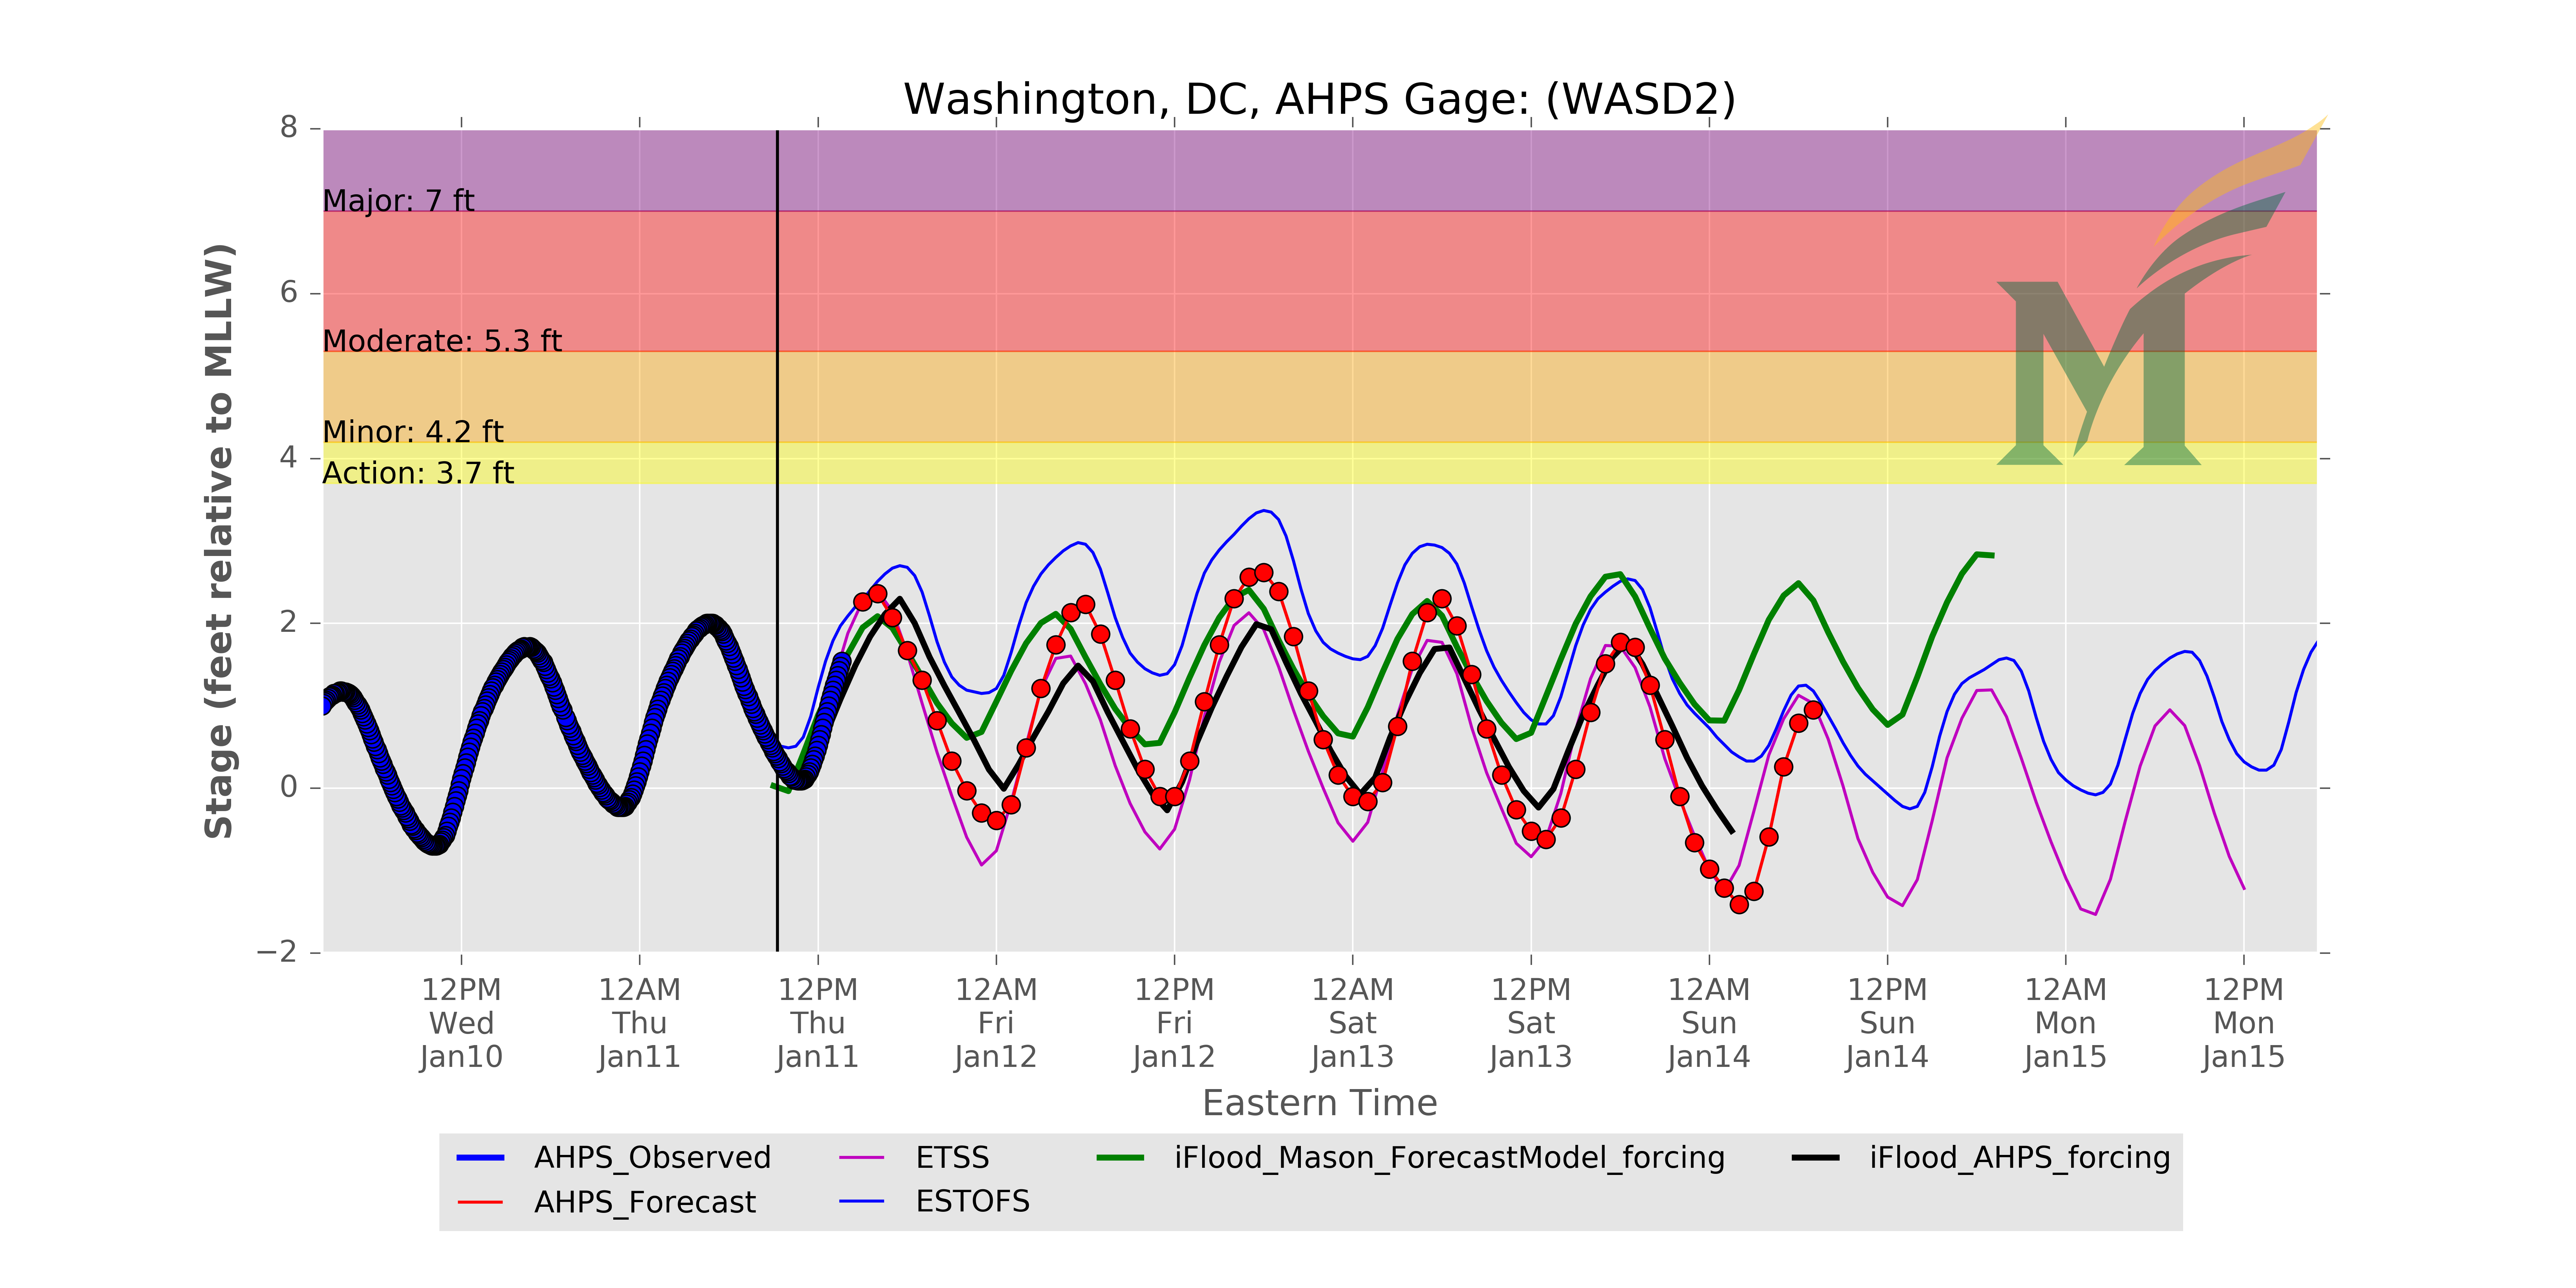 Washington, DC, AHPS Gage: (WASD2)
Stage (feet relative to MLLW)
8
6
4
2
0
−2
Major: 7 ft
Moderate: 5.3 ft
Minor: 4.2 ft
Action: 3.7 ft
M
12PM 12AM 12PM 12AM 12PM 12AM 12PM 12AM 12PM 12AM 12PM
Wed Thu Thu Fri Fri Sat Sat Sun Sun Mon Mon
Jan10 Jan11 Jan11 Jan12 Jan12 Jan13 Jan13 Jan14 Jan14 Jan15 Jan15
Eastern Time
AHPS_Observed ETSS iFlood_Mason_ForecastModel_forcing iFlood_AHPS_forcing
AHPS_Forecast ESTOFS